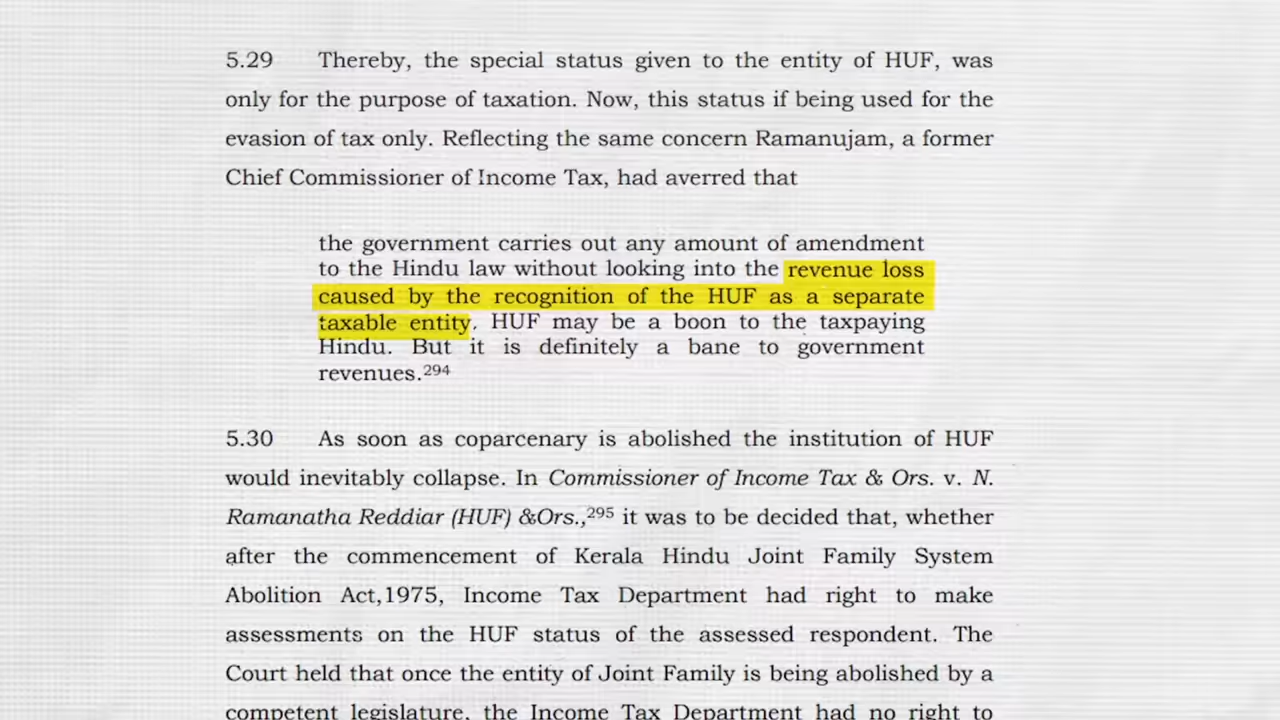 5.29 Thereby, the special status given to the entity of HUF, was
only for the purpose of taxation. Now, this status if being used for the
evasion of tax only. Reflecting the same concern Ramanujam, a former
Chief Commissioner of Income Tax, had averred that
the government carries out any amount of amendment
to the Hindu law without looking into the revenue loss
caused by the recognition of the HUF as a separate
taxable entity. HUF may be a boon to the taxpaying
Hindu. But it is definitely a bane to government
revenues.294
5.30 As soon as coparcenary is abolished the institution of HUF
would inevitably collapse. In Commissioner of Income Tax & Ors. v. N.
Ramanatha Reddiar (HUF) &Ors.,295 it was to be decided that, whether
after the commencement of Kerala Hindu Joint Family System
Abolition Act,1975, Income Tax Department had right to make
assessments on the HUF status of the assessed respondent. The
Court held that once the entity of Joint Family is being abolished by a
competent legislature, the Income Tax Department had no right to